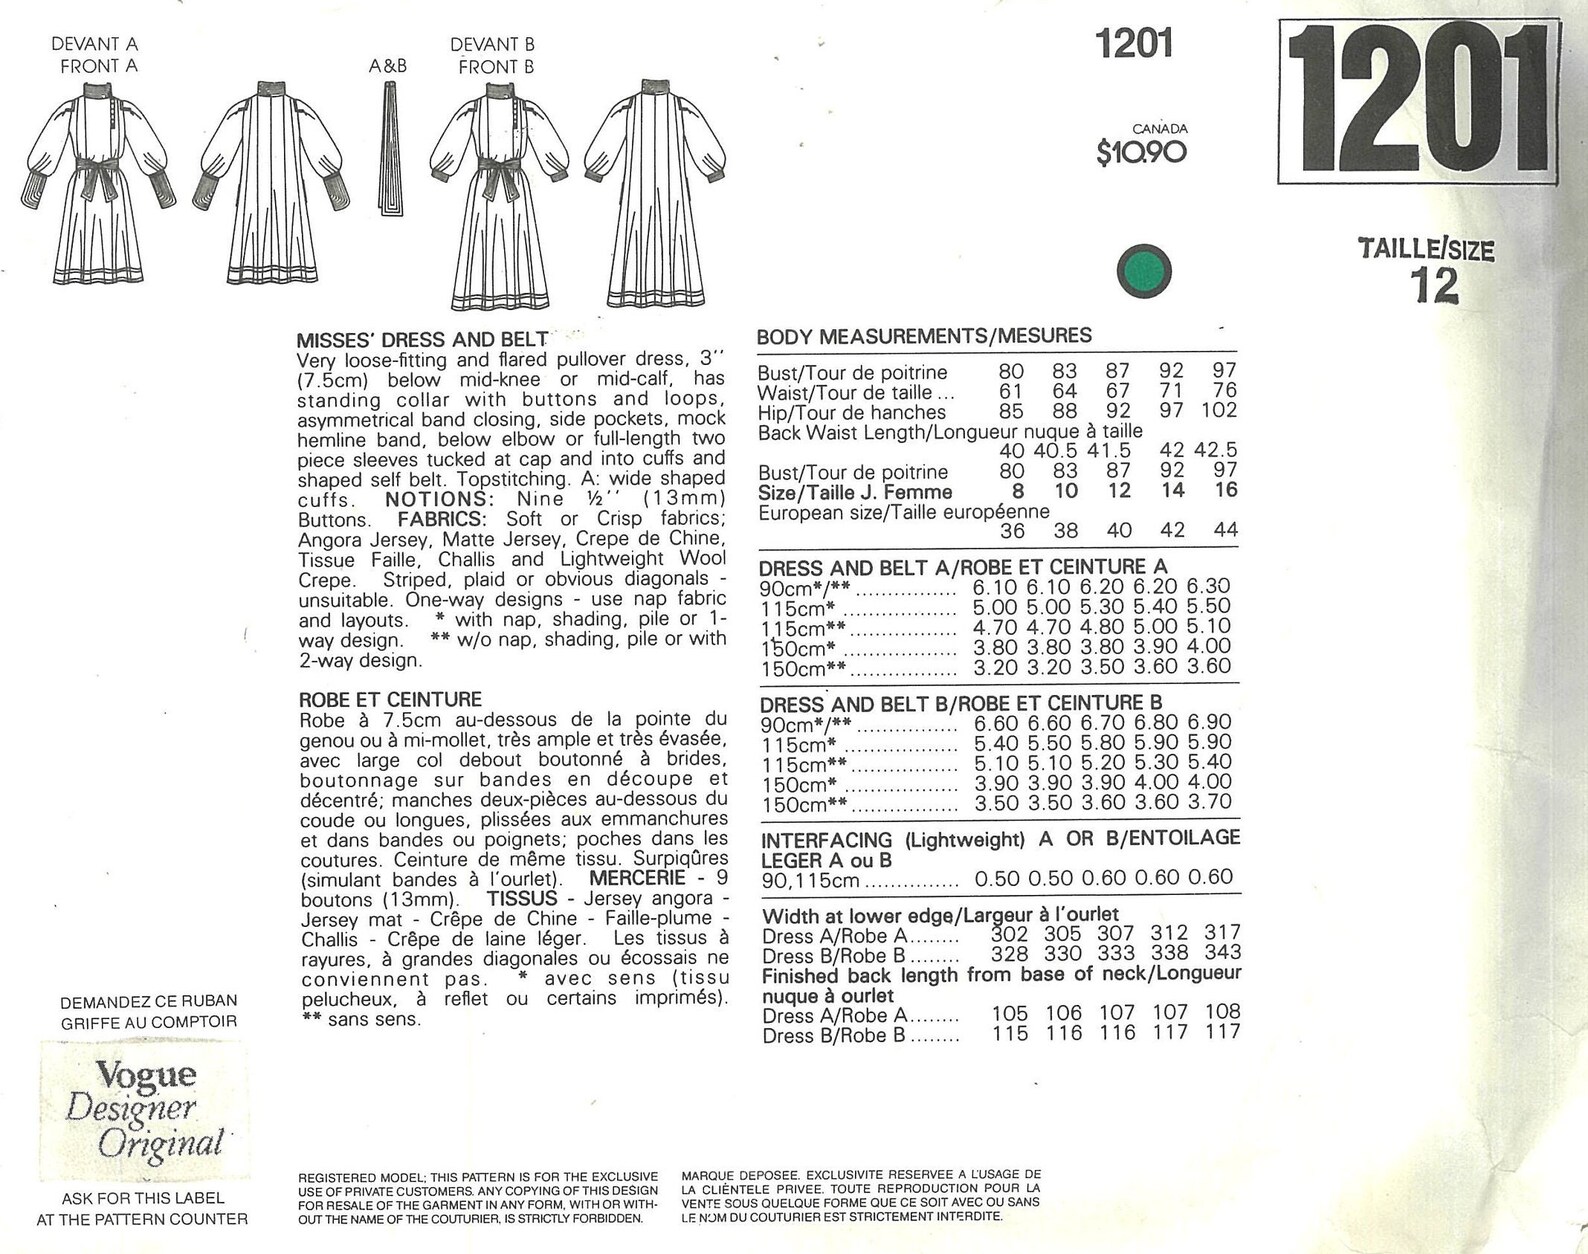 DEVANT A
FRONT A
A&B
DEVANT B
FRONT B
1201
CANADA
$10.90
1201
TAILLE/SIZE
12
MISSES' DRESS AND BELT
Very loose-fitting and flared pullover dress, 3''
(7.5cm) below mid-knee or mid-calf, has
standing collar with buttons and loops,
asymmetrical band closing, side pockets, mock
hemline band, below elbow or full-length two
piece sleeves tucked at cap and into cuffs and
shaped self belt. Topstitching. A: wide shaped
cuffs. NOTIONS: Nine ½'' (13mm)
Buttons. FABRICS: Soft or Crisp fabrics;
Angora Jersey, Matte Jersey, Crepe de Chine,
Tissue Faille, Challis and Lightweight Wool
Crepe. Striped, plaid or obvious diagonals -
unsuitable. One-way designs - use nap fabric
and layouts. * with nap, shading, pile or 1-
way design. ** w/o nap, shading, pile or with
2-way design.
ROBE ET CEINTURE
Robe à 7.5cm au-dessous de la pointe du
genou ou à mi-mollet, très ample et très évasée,
avec large col debout boutonné à brides,
boutonnage sur bandes en découpe et
décentré; manches deux-pièces au-dessous du
coude ou longues, plissées aux emmanchures
et dans bandes ou poignets; poches dans les
coutures. Ceinture de même tissu. Surpiqûres
(simulant bandes à l'ourlet). MERCERIE - 9
boutons (13mm). TISSUS - Jersey angora -
Jersey mat - Crêpe de Chine - Faille-plume -
Challis - Crêpe de laine léger. Les tissus à
rayures, à grandes diagonales ou écossais ne
conviennent pas. * avec sens (tissu
pelucheux, à reflet ou certains imprimés).
** sans sens.
BODY MEASUREMENTS/MESURES
Bust/Tour de poitrine 80 83 87 92 97
Waist/Tour de taille ... 61 64 67 71 76
Hip/Tour de hanches 85 88 92 97 102
Back Waist Length/Longueur nuque à taille
40 40.5 41.5 42 42.5
Bust/Tour de poitrine 80 83 87 92 97
Size/Taille J. Femme 8 10 12 14 16
European size/Taille européenne
36 38 40 42 44
DRESS AND BELT A/ROBE ET CEINTURE A
90cm*/** ................ 6.10 6.10 6.20 6.20 6.30
115cm* .................. 5.00 5.00 5.30 5.40 5.50
115cm** ................. 4.70 4.70 4.80 5.00 5.10
150cm* .................. 3.80 3.80 3.80 3.90 4.00
150cm** ................. 3.20 3.20 3.50 3.60 3.60
DRESS AND BELT B/ROBE ET CEINTURE B
90cm*/** ................ 6.60 6.60 6.70 6.80 6.90
115cm* .................. 5.40 5.50 5.80 5.90 5.90
115cm** ................. 5.10 5.10 5.20 5.30 5.40
150cm* .................. 3.90 3.90 3.90 4.00 4.00
150cm** ................. 3.50 3.50 3.60 3.60 3.70
INTERFACING (Lightweight) A OR B/ENTOILAGE
LEGER A ou B
90,115cm ............... 0.50 0.50 0.60 0.60 0.60
Width at lower edge/Largeur à l'ourlet
Dress A/Robe A ........ 302 305 307 312 317
Dress B/Robe B ........ 328 330 333 338 343
Finished back length from base of neck/Longueur
nuque à ourlet
Dress A/Robe A ........ 105 106 107 107 108
Dress B/Robe B ........ 115 116 116 117 117
DEMANDEZ CE RUBAN
GRIFFE AU COMPTOIR
Vogue
Designer
Original
ASK FOR THIS LABEL
AT THE PATTERN COUNTER
REGISTERED MODEL: THIS PATTERN IS FOR THE EXCLUSIVE
USE OF PRIVATE CUSTOMERS. ANY COPYING OF THIS DESIGN
FOR RESALE OF THE GARMENT IN ANY FORM, WITH OR WITH-
OUT THE NAME OF THE COUTURIER, IS STRICTLY FORBIDDEN.
MARQUE DEPOSEE. EXCLUSIVITE RESERVEE A L'USAGE DE
LA CLIÈNTELE PRIVEE. TOUTE REPRODUCTION POUR LA
VENTE SOUS QUELQUE FORME QUE CE SOIT AVEC OU SANS
LE NOM DU COUTURIER EST STRICTEMENT INTERDITE.